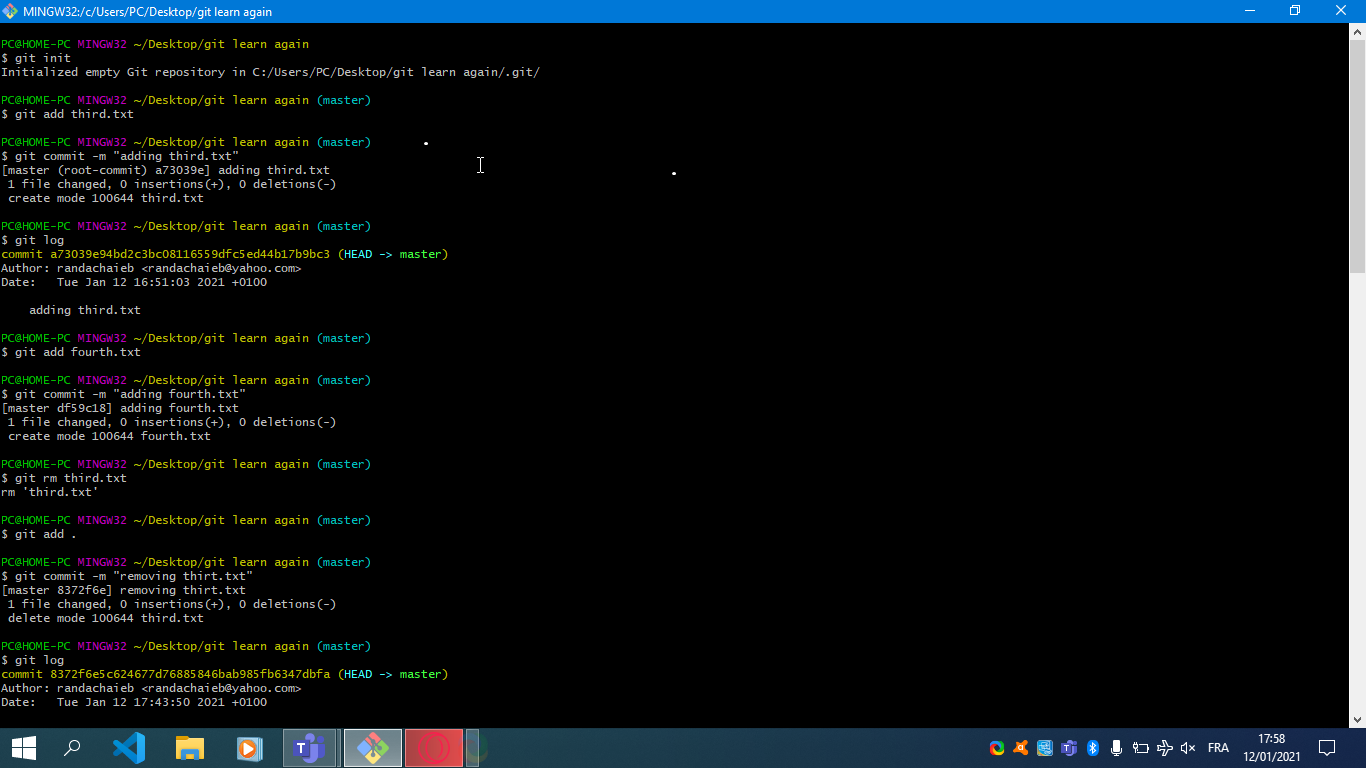 MINGW32:/c/Users/PC/Desktop/git learn again
PC@HOME-PC MINGW32 ~/Desktop/git learn again
$ git init
Initialized empty Git repository in C:/Users/PC/Desktop/git learn again/.git/
PC@HOME-PC MINGW32 ~/Desktop/git learn again (master)
$ git add third.txt
PC@HOME-PC MINGW32 ~/Desktop/git learn again (master)
$ git commit -m "adding third.txt"
[master (root-commit) a73039e] adding third.txt
1 file changed, 0 insertions(+), 0 deletions(-)
create mode 100644 third.txt
PC@HOME-PC MINGW32 ~/Desktop/git learn again (master)
$ git log
commit a73039e94bd2c3bc08116559dfc5ed44b17b9bc3 (HEAD -> master)
Author: randachaieb <randachaieb@yahoo.com>
Date:   Tue Jan 12 16:51:03 2021 +0100
adding third.txt
PC@HOME-PC MINGW32 ~/Desktop/git learn again (master)
$ git add fourth.txt
PC@HOME-PC MINGW32 ~/Desktop/git learn again (master)
$ git commit -m "adding fourth.txt"
[master df59c18] adding fourth.txt
1 file changed, 0 insertions(+), 0 deletions(-)
create mode 100644 fourth.txt
PC@HOME-PC MINGW32 ~/Desktop/git learn again (master)
$ git rm third.txt
rm 'third.txt'
PC@HOME-PC MINGW32 ~/Desktop/git learn again (master)
$ git add .
PC@HOME-PC MINGW32 ~/Desktop/git learn again (master)
$ git commit -m "removing thirt.txt"
[master 8372f6e] removing thirt.txt
1 file changed, 0 insertions(+), 0 deletions(-)
delete mode 100644 third.txt
PC@HOME-PC MINGW32 ~/Desktop/git learn again (master)
$ git log
commit 8372f6e5c624677d76885846bab985fb6347dbfa (HEAD -> master)
Author: randachaieb <randachaieb@yahoo.com>
Date:   Tue Jan 12 17:43:50 2021 +0100
FRA
17:58
12/01/2021